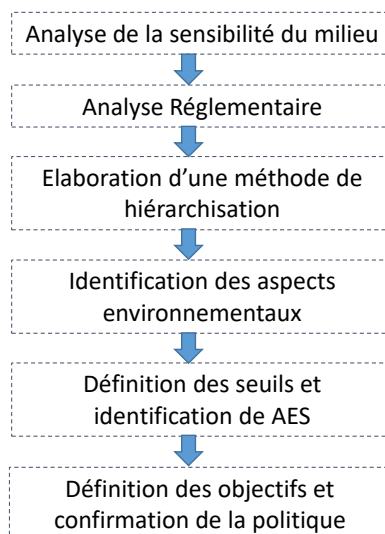 Analyse de la sensibilité du milieu
Analyse Réglementaire
Elaboration d’une méthode de
hiérarchisation
Identification des aspects
environnementaux
Définition des seuils et
identification de AES
Définition des objectifs et
confirmation de la politique